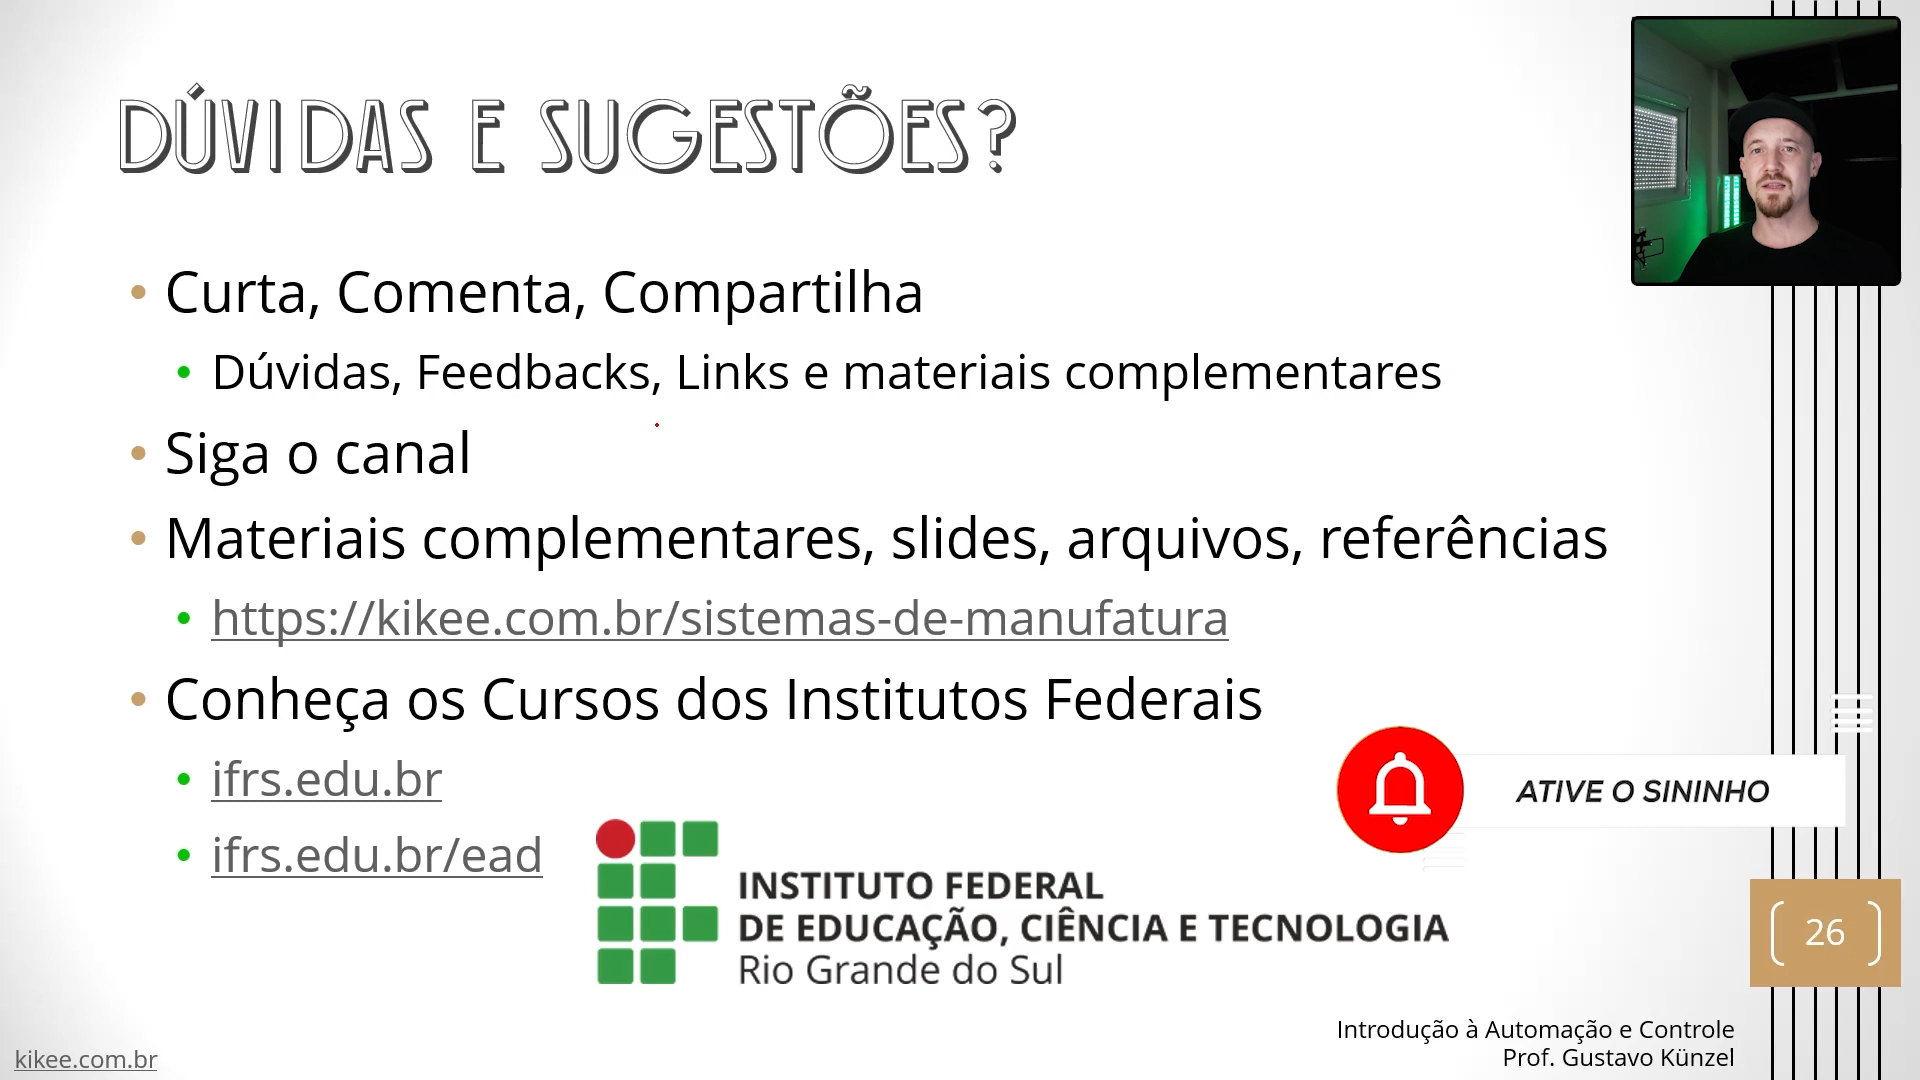 DÚVIDAS E SUGESTÕES?
Curta, Comenta, Compartilha
Dúvidas, Feedbacks, Links e materiais complementares
Siga o canal
Materiais complementares, slides, arquivos, referências
https://kikee.com.br/sistemas-de-manufatura
Conheça os Cursos dos Institutos Federais
ifrs.edu.br
ifrs.edu.br/ead
ATIVE O SININHO
INSTITUTO FEDERAL
DE EDUCAÇÃO, CIÊNCIA E TECNOLOGIA
Rio Grande do Sul
26
Introdução à Automação e Controle
Prof. Gustavo Künzel
kikee.com.br